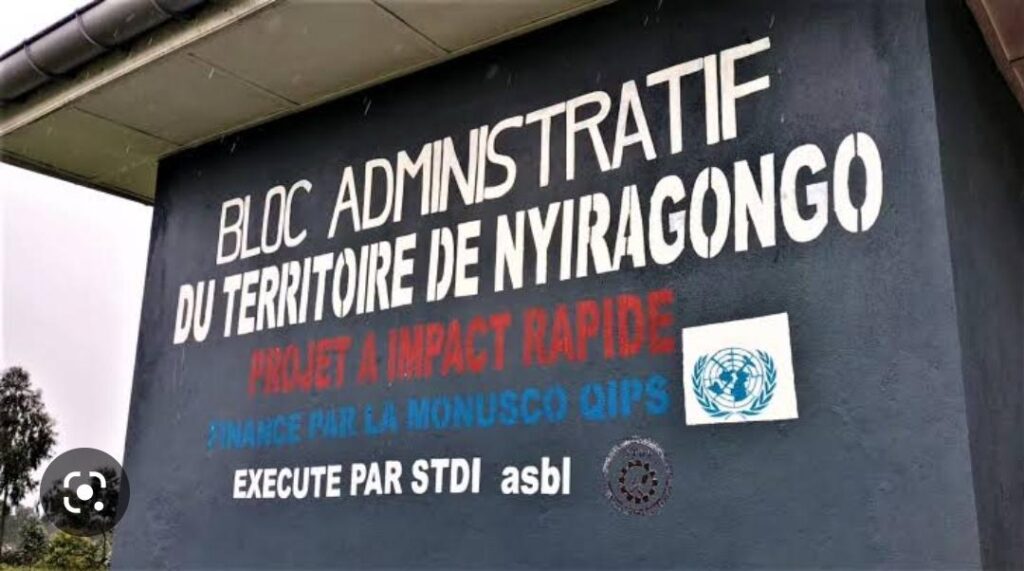 BLOC ADMINISTRATIF
DU TERRITOIRE DE NYIRAGONGO
PROJET A IMPACT RAPIDE
FINANCE PAR LA MONUSCO QIPS
EXECUTE PAR STDI asbl